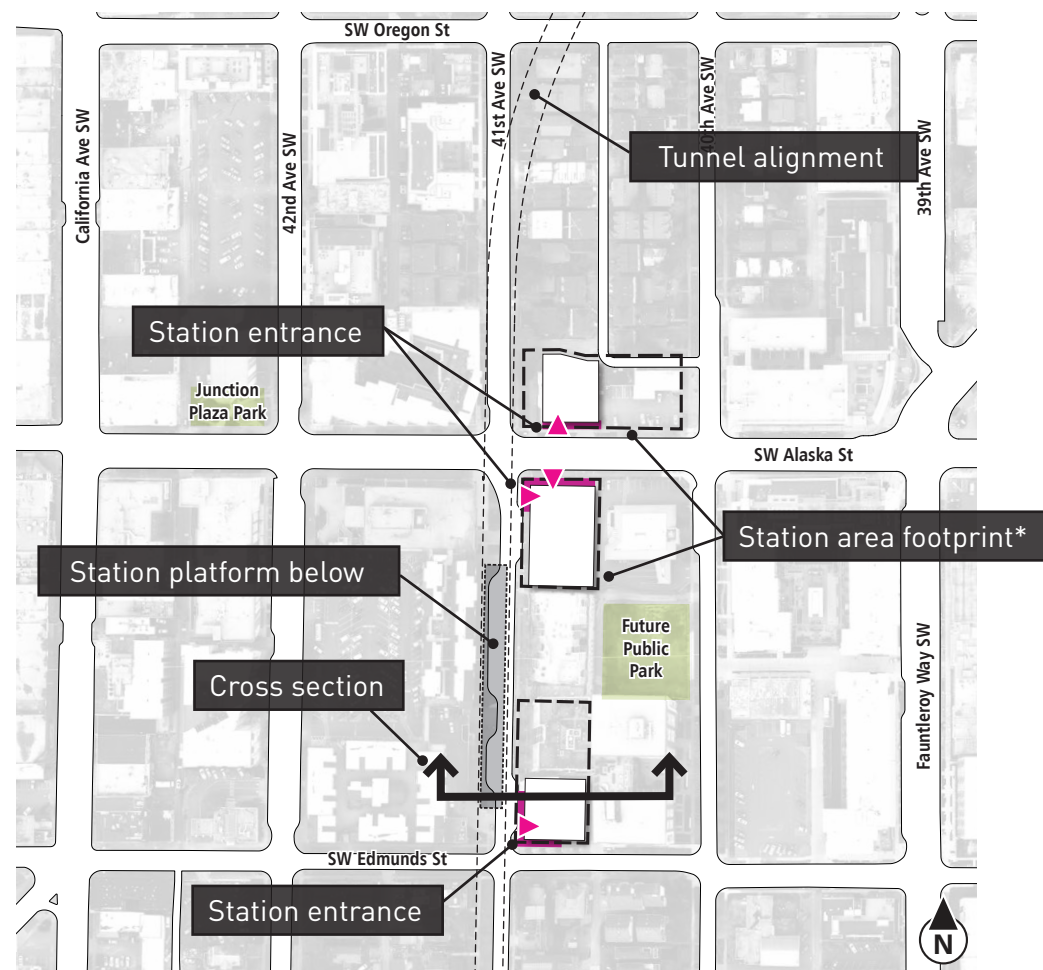 SW Oregon St
California Ave SW
42nd Ave SW
41st Ave SW
40th Ave SW
39th Ave SW
Tunnel alignment
Station entrance
Junction
Plaza Park
SW Alaska St
Station area footprint*
Station platform below
Future
Public
Park
Cross section
Fauntleroy Way SW
SW Edmunds St
Station entrance
N